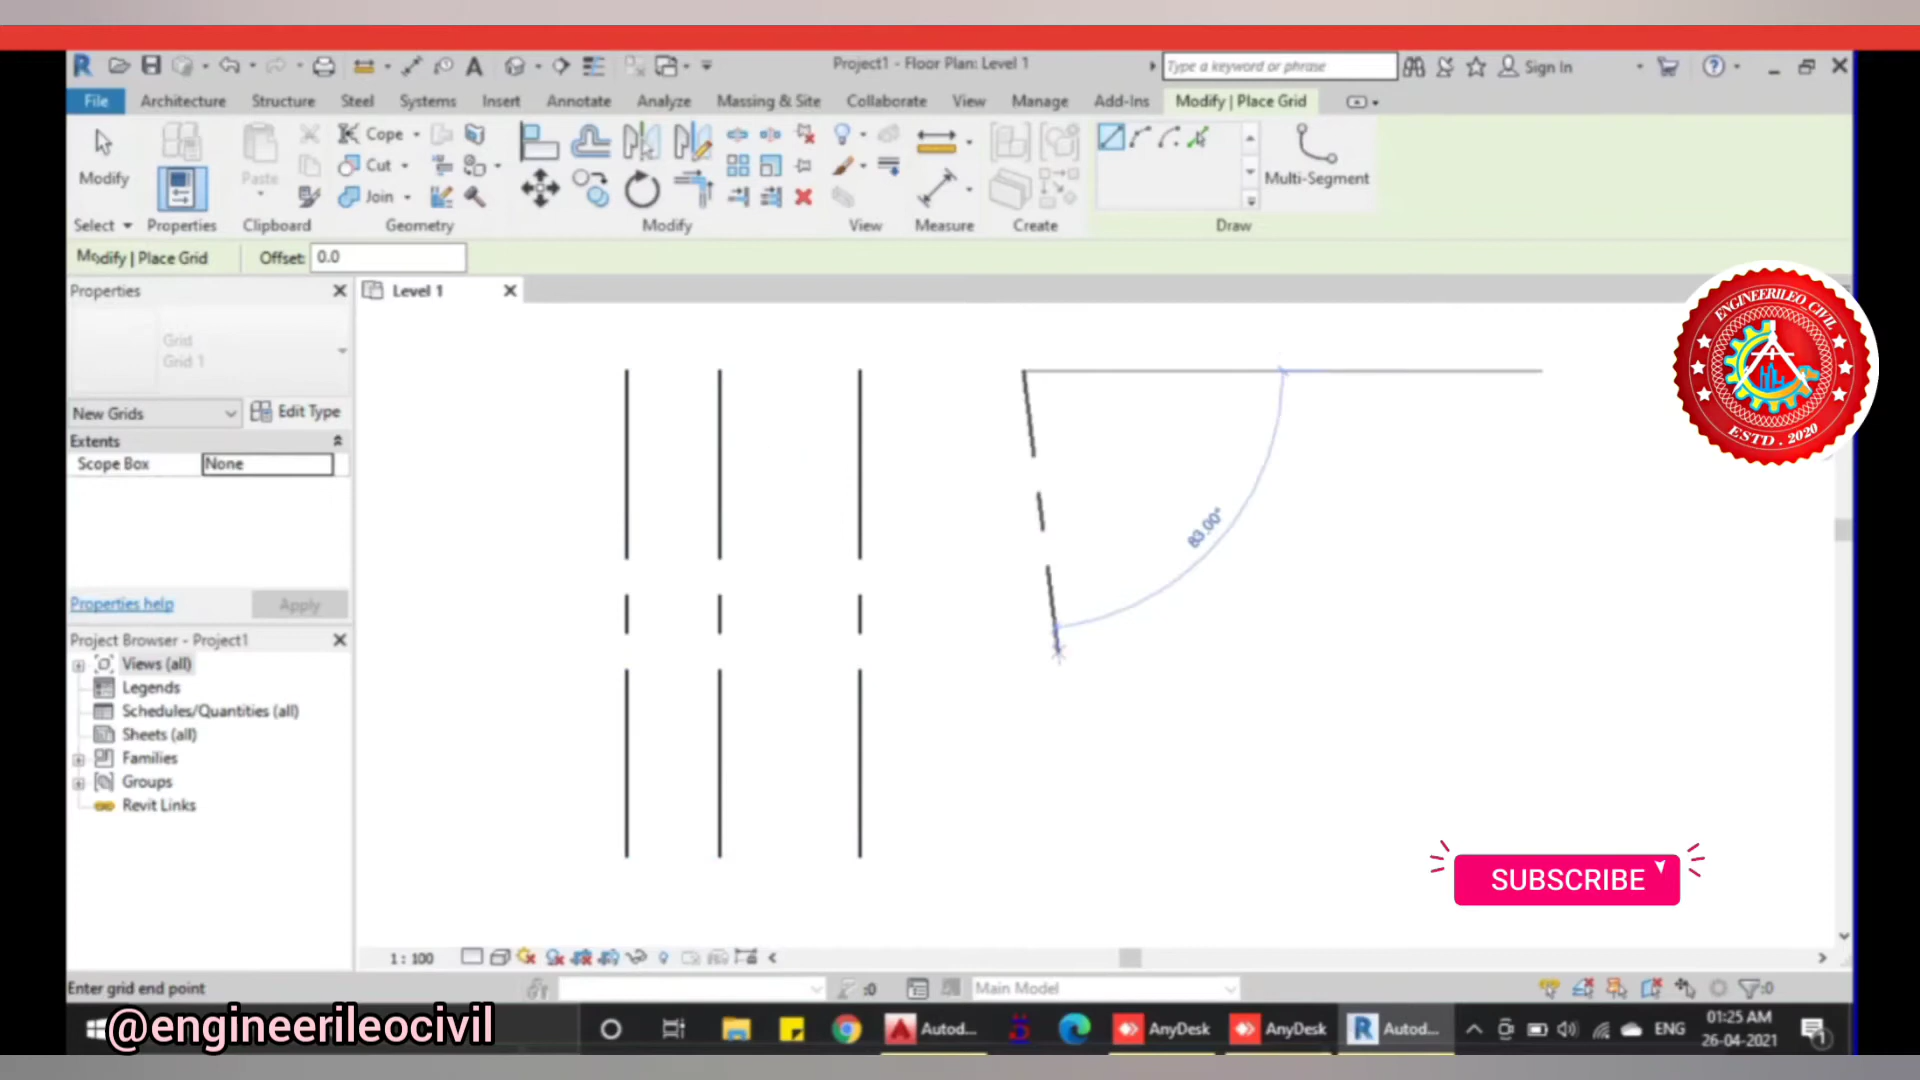 Project1 - Floor Plan: Level 1
Type a keyword or phrase
Sign In
File Architecture Structure Steel Systems Insert Annotate Analyze Massing & Site Collaborate View Manage Add-Ins Modify | Place Grid
Modify
Paste
Cope
Cut
Join
Multi-Segment
Select Properties Clipboard Geometry Modify View Measure Create Draw
Modify | Place Grid Offset: 0.0
Properties
Level 1
Grid
Grid 1
New Grids Edit Type
Extents
Scope Box None
Properties help Apply
Project Browser - Project1
Views (all)
Legends
Schedules/Quantities (all)
Sheets (all)
Families
Groups
Revit Links
83.00°
ENGINEERILEO CIVIL
ESTD . 2020
SUBSCRIBE
1 : 100
Enter grid end point
:0
Main Model
:0
@engineerileocivil
Autod...
AnyDesk
AnyDesk
Autod...
ENG
01:25 AM
26-04-2021
1